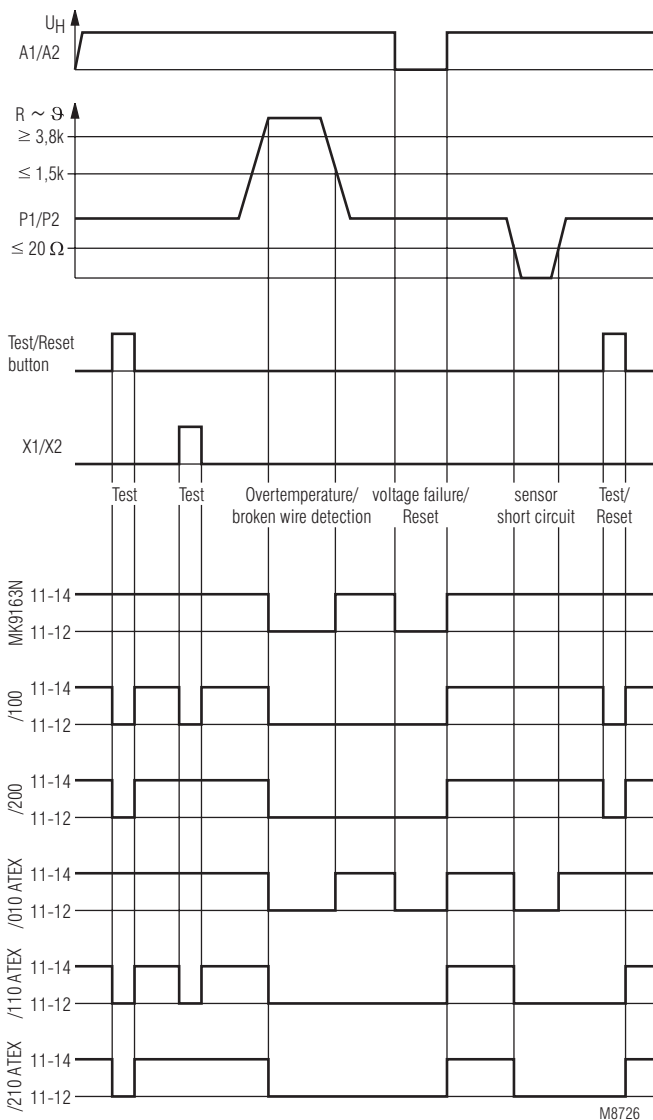 UH
A1/A2
R ~ ϑ
≥ 3,8k
≤ 1,5k
P1/P2
≤ 20 Ω
Test/Reset
button
X1/X2
Test
Test
Overtemperature/
broken wire detection
voltage failure/
Reset
sensor
short circuit
Test/
Reset
MK9163N
11-14
11-12
/100
11-14
11-12
/200
11-14
11-12
/010 ATEX
11-14
11-12
/110 ATEX
11-14
11-12
/210 ATEX
11-14
11-12
M8726